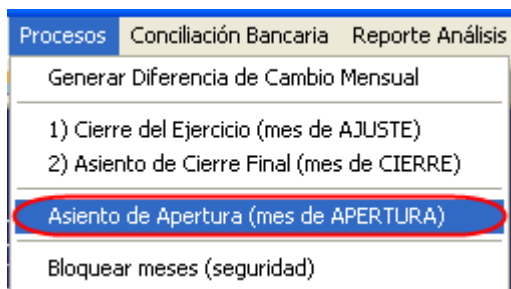 Procesos Conciliación Bancaria Reporte Análisis
Generar Diferencia de Cambio Mensual
1) Cierre del Ejercicio (mes de AJUSTE)
2) Asiento de Cierre Final (mes de CIERRE)
Asiento de Apertura (mes de APERTURA)
Bloquear meses (seguridad)